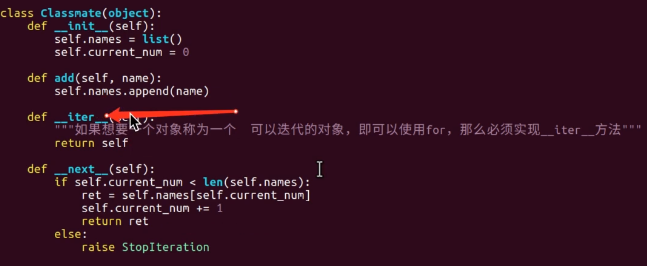 class Classmate(object):
    def __init__(self):
        self.names = list()
        self.current_num = 0

    def add(self, name):
        self.names.append(name)

    def __iter__(self):
        """如果想要一个对象称为一个 可以迭代的对象，即可以使用for，那么必须实现__iter__方法"""
        return self

    def __next__(self):
        if self.current_num < len(self.names):
            ret = self.names[self.current_num]
            self.current_num += 1
            return ret
        else:
            raise StopIteration